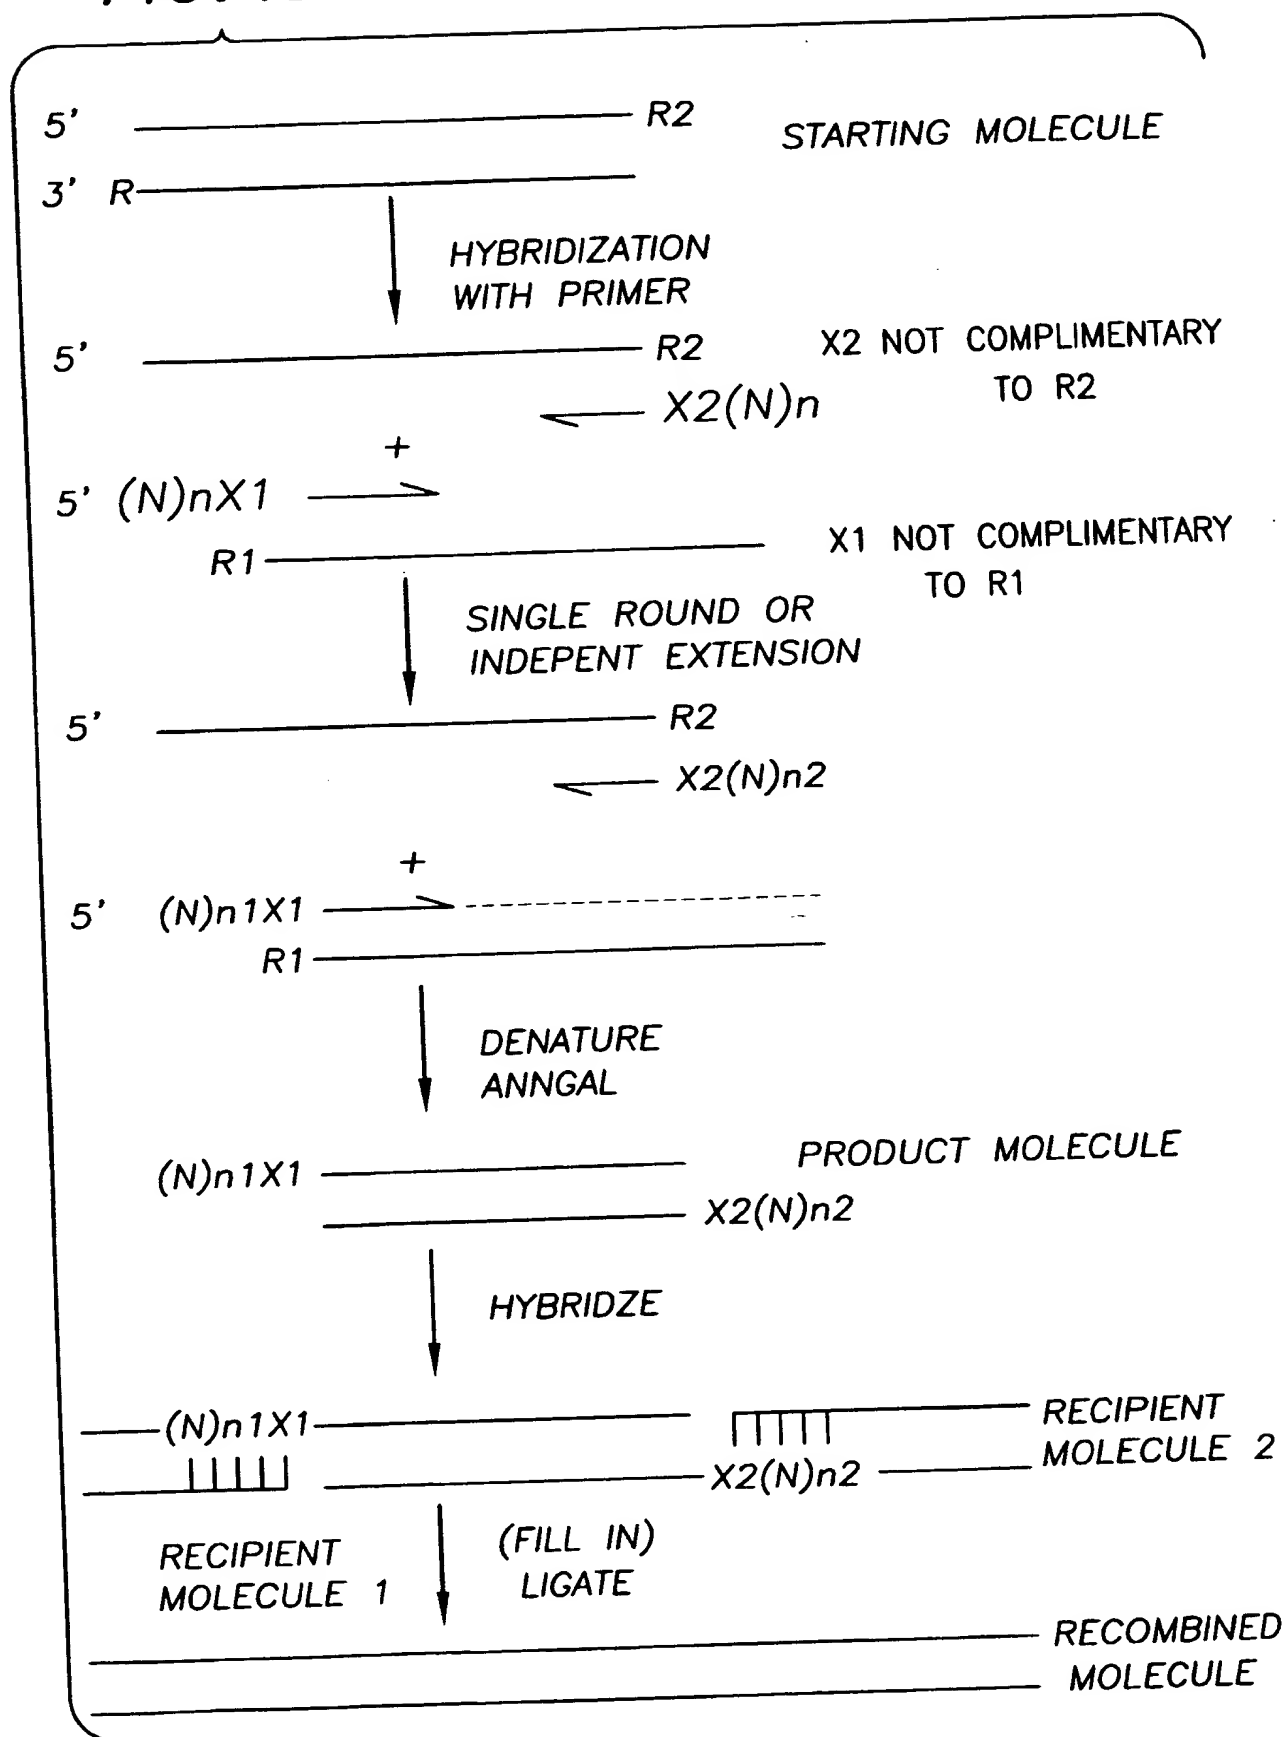 5' R2
STARTING MOLECULE
3' R
HYBRIDIZATION
WITH PRIMER
5' R2 X2 NOT COMPLIMENTARY
TO R2
X2(N)n
+
5' (N)nX1
R1 X1 NOT COMPLIMENTARY
TO R1
SINGLE ROUND OR
INDEPENT EXTENSION
5' R2
X2(N)n2
+
5' (N)n1X1
R1
DENATURE
ANNGAL
(N)n1X1 PRODUCT MOLECULE
X2(N)n2
HYBRIDZE
(N)n1X1 RECIPIENT
MOLECULE 2
X2(N)n2
RECIPIENT
MOLECULE 1
(FILL IN)
LIGATE
RECOMBINED
MOLECULE